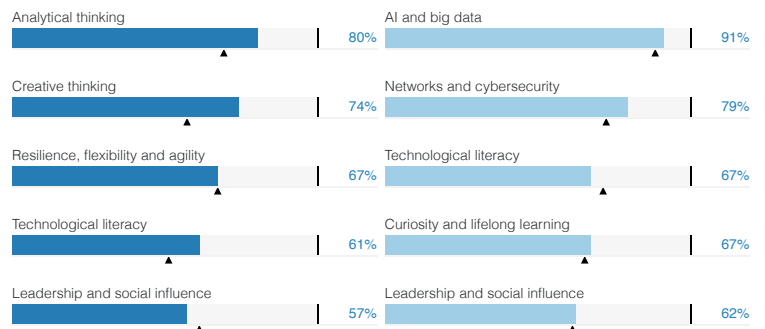 Analytical thinking
80%
Creative thinking
74%
Resilience, flexibility and agility
67%
Technological literacy
61%
Leadership and social influence
57%
AI and big data
91%
Networks and cybersecurity
79%
Technological literacy
67%
Curiosity and lifelong learning
67%
Leadership and social influence
62%